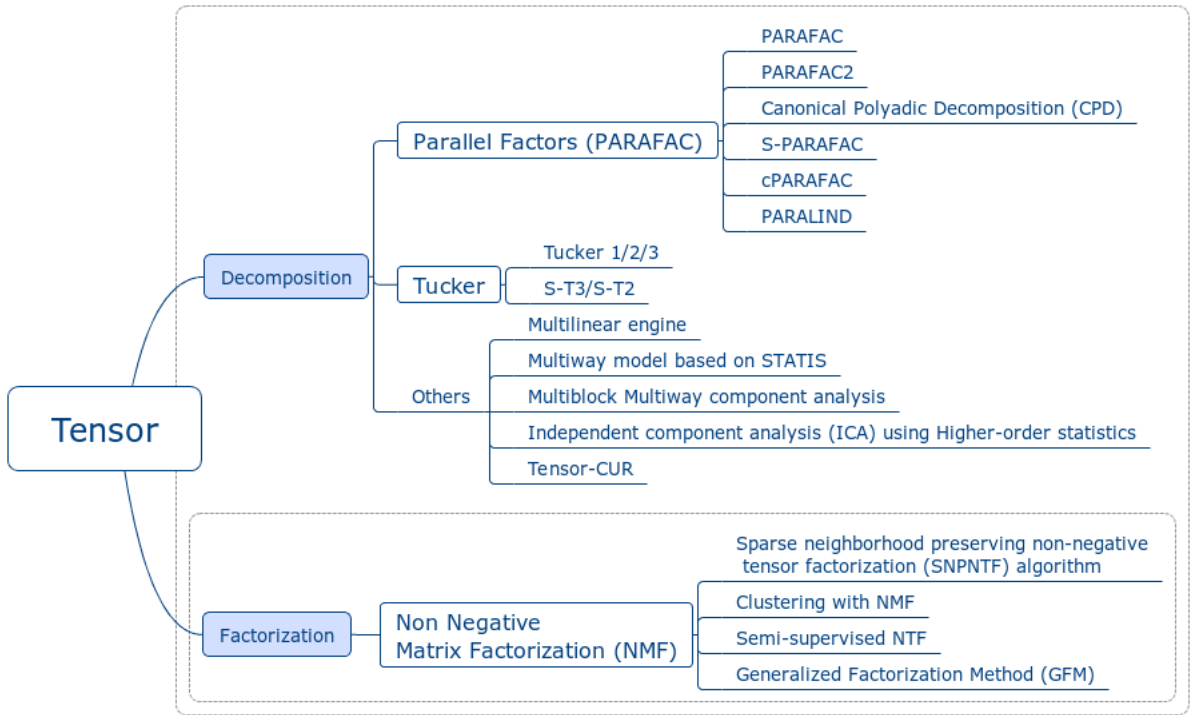 PARAFAC
PARAFAC2
Canonical Polyadic Decomposition (CPD)
Parallel Factors (PARAFAC)
S-PARAFAC
cPARAFAC
PARALIND
Tucker 1/2/3
Decomposition
Tucker
S-T3/S-T2
Multilinear engine
Multiway model based on STATIS
Others
Multiblock Multiway component analysis
Tensor
Independent component analysis (ICA) using Higher-order statistics
Tensor-CUR
Sparse neighborhood preserving non-negative
tensor factorization (SNPNTF) algorithm
Clustering with NMF
Factorization
Non Negative
Matrix Factorization (NMF)
Semi-supervised NTF
Generalized Factorization Method (GFM)